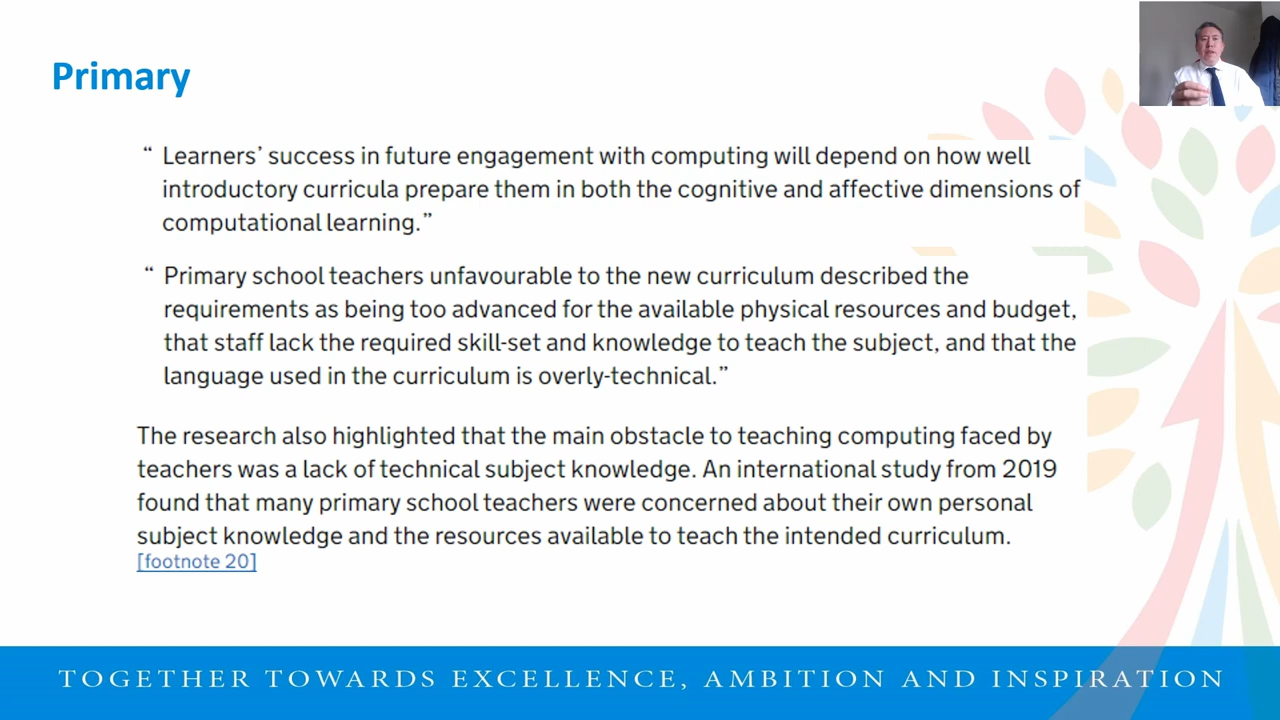 Primary
“ Learners’ success in future engagement with computing will depend on how well
introductory curricula prepare them in both the cognitive and affective dimensions of
computational learning.”
“ Primary school teachers unfavourable to the new curriculum described the
requirements as being too advanced for the available physical resources and budget,
that staff lack the required skill-set and knowledge to teach the subject, and that the
language used in the curriculum is overly-technical.”
The research also highlighted that the main obstacle to teaching computing faced by
teachers was a lack of technical subject knowledge. An international study from 2019
found that many primary school teachers were concerned about their own personal
subject knowledge and the resources available to teach the intended curriculum.
[footnote 20]
TOGETHER TOWARDS EXCELLENCE, AMBITION AND INSPIRATION